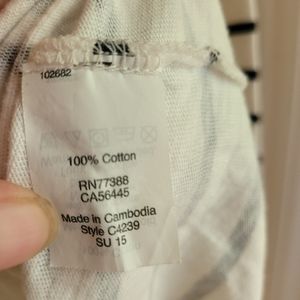 102682
100% Cotton
RN77388
CA56445
Made in Cambodia
Style C4239
SU 15